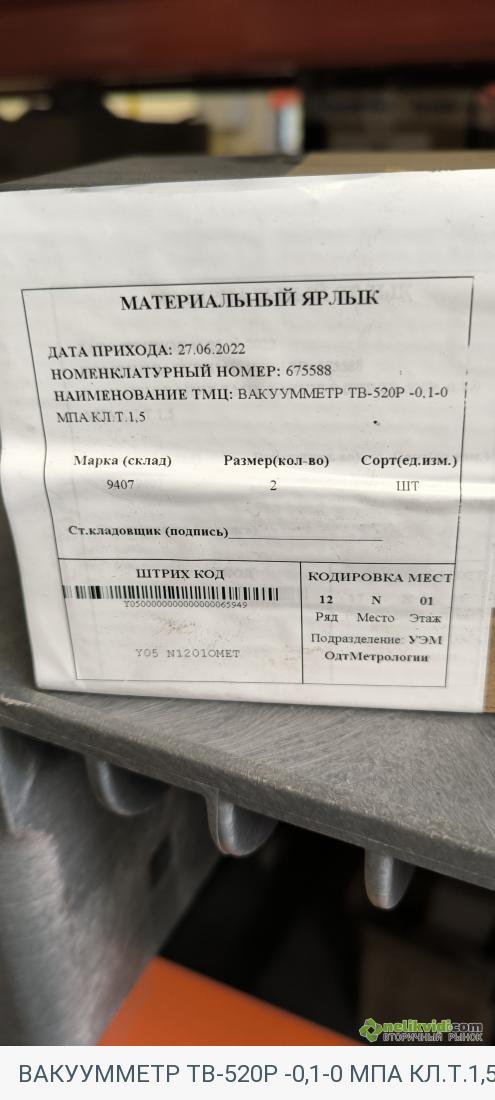 МАТЕРИАЛЬНЫЙ ЯРЛЫК
ДАТА ПРИХОДА: 27.06.2022
НОМЕНКЛАТУРНЫЙ НОМЕР: 675588
НАИМЕНОВАНИЕ ТМЦ: ВАКУУММЕТР ТВ-520Р -0,1-0
МПА КЛ.Т.1,5
Марка (склад) Размер(кол-во) Сорт(ед.изм.)
9407 2 ШТ
Ст.кладовщик (подпись)
ШТРИХ КОД
Y050000000000000000065949
Y05 N1201OMET
КОДИРОВКА МЕСТ
12 N 01
Ряд Место Этаж
Подразделение: УЭМ
ОдтМетрологии
nelikvidi.com
ВТОРИЧНЫЙ РЫНОК
ВАКУУММЕТР ТВ-520Р -0,1-0 МПА КЛ.Т.1,5